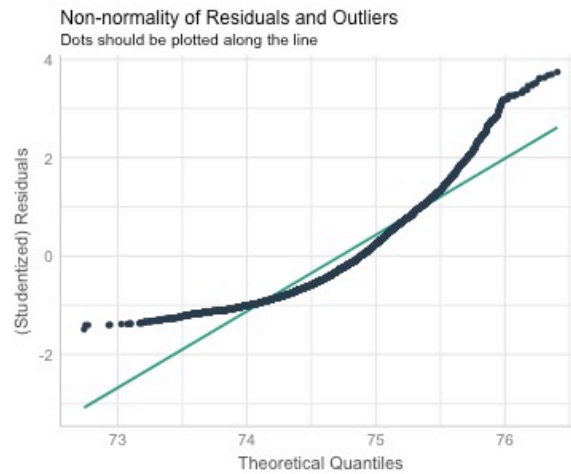 Non-normality of Residuals and Outliers
Dots should be plotted along the line
4
2
0
-2
(Studentized) Residuals
73 74 75 76
Theoretical Quantiles